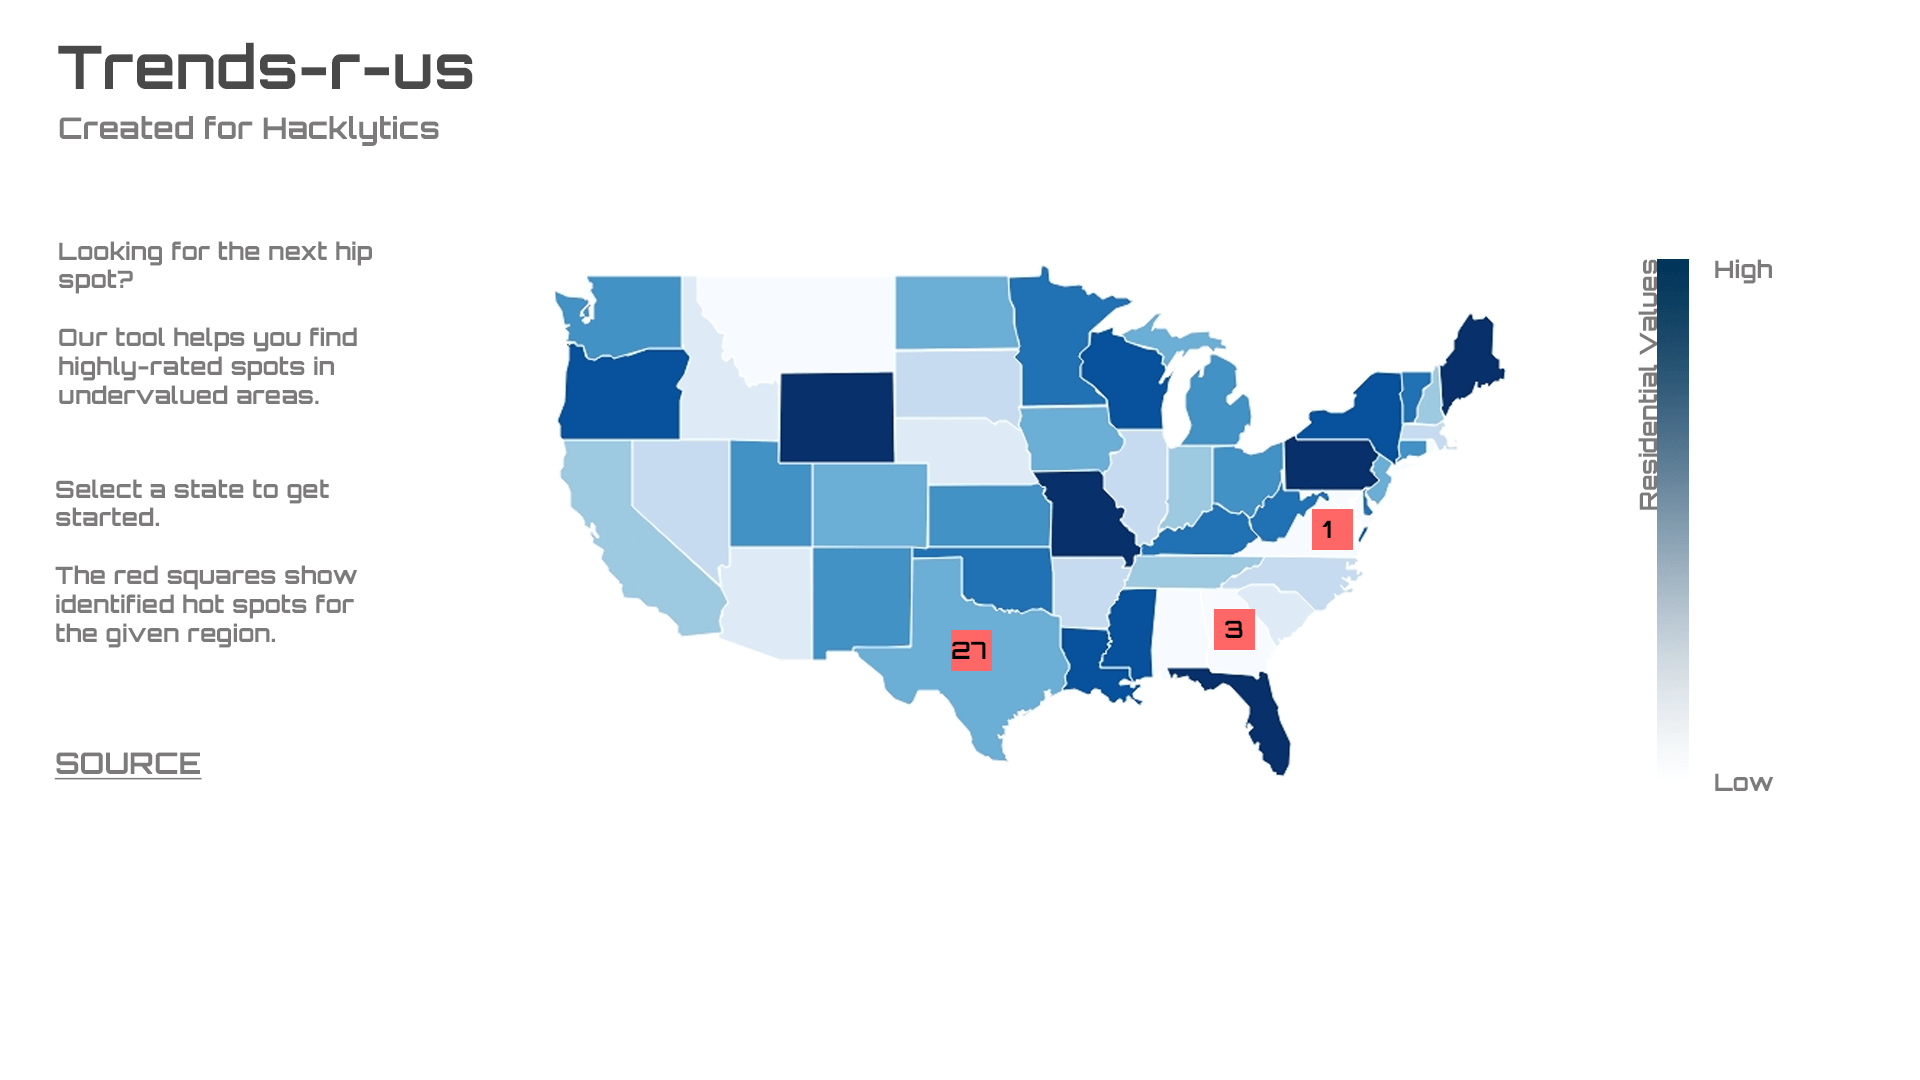 Trends-r-us
Created for Hacklytics
Looking for the next hip
spot?
Our tool helps you find
highly-rated spots in
undervalued areas.
Select a state to get
started.
The red squares show
identified hot spots for
the given region.
SOURCE
1
3
27
Residential Values
High
Low